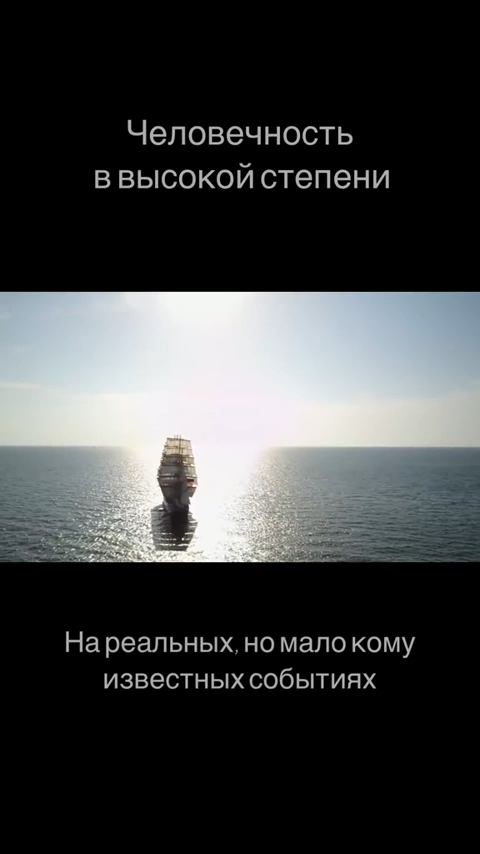 Человечность
в высокой степени
На реальных, но мало кому
известных событиях